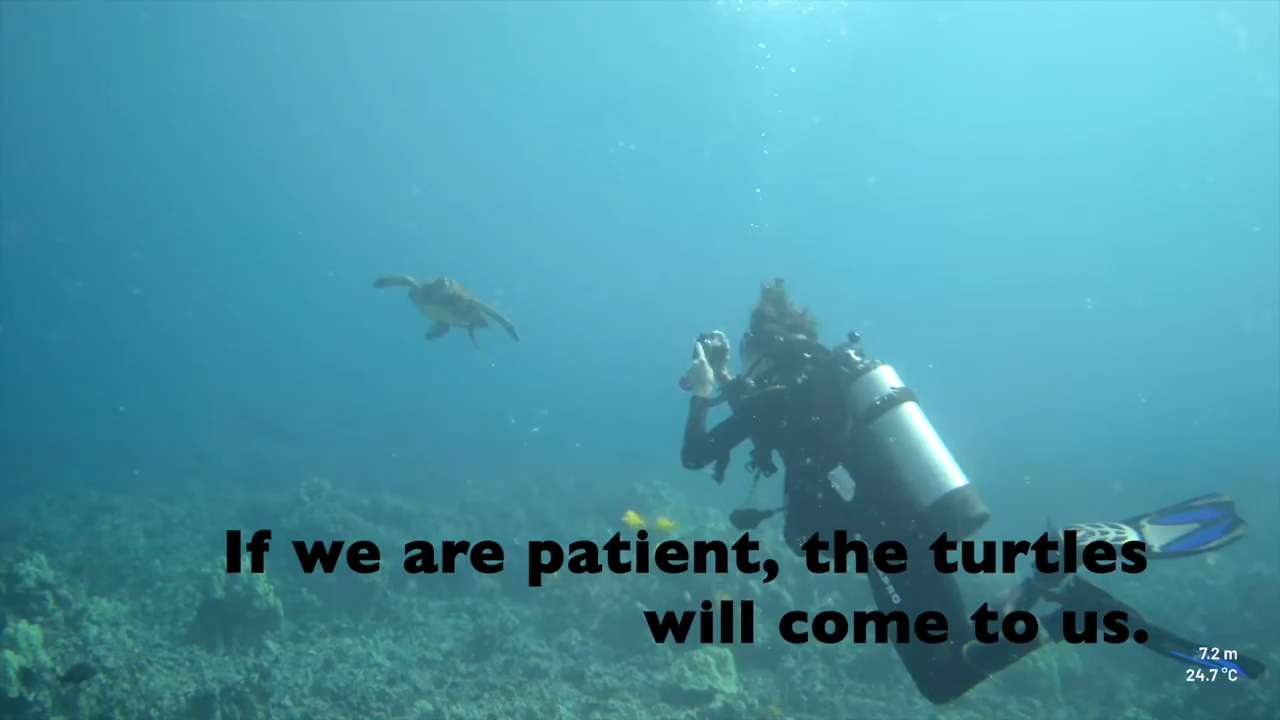 If we are patient, the turtles
will come to us.
7.2 m
24.7 °C